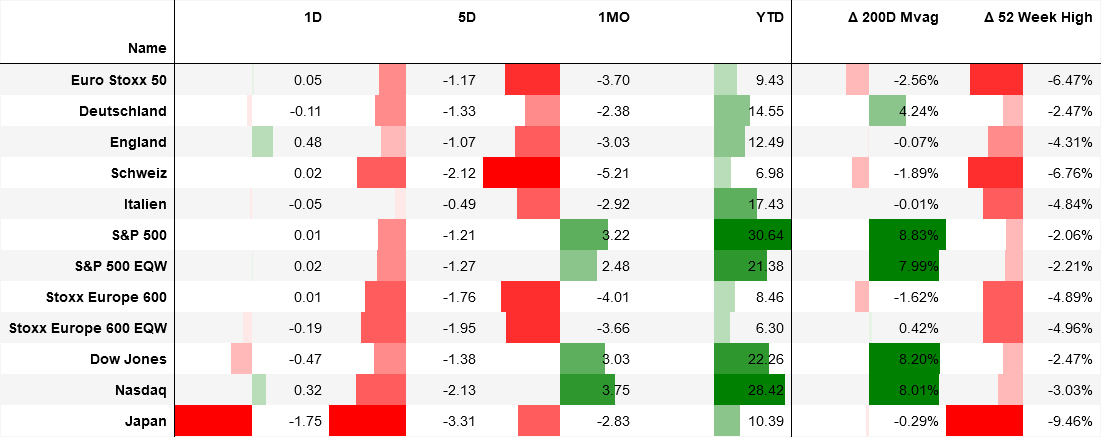 1D 5D 1MO YTD Δ 200D Mvag Δ 52 Week High
Name
Euro Stoxx 50 0.05 -1.17 -3.70 9.43 -2.56% -6.47%
Deutschland -0.11 -1.33 -2.38 14.55 4.24% -2.47%
England 0.48 -1.07 -3.03 12.49 -0.07% -4.31%
Schweiz 0.02 -2.12 -5.21 6.98 -1.89% -6.76%
Italien -0.05 -0.49 -2.92 17.43 -0.01% -4.84%
S&P 500 0.01 -1.21 3.22 30.64 8.83% -2.06%
S&P 500 EQW 0.02 -1.27 2.48 21.38 7.99% -2.21%
Stoxx Europe 600 0.01 -1.76 -4.01 8.46 -1.62% -4.89%
Stoxx Europe 600 EQW -0.19 -1.95 -3.66 6.30 0.42% -4.96%
Dow Jones -0.47 -1.38 3.03 22.26 8.20% -2.47%
Nasdaq 0.32 -2.13 3.75 28.42 8.01% -3.03%
Japan -1.75 -3.31 -2.83 10.39 -0.29% -9.46%